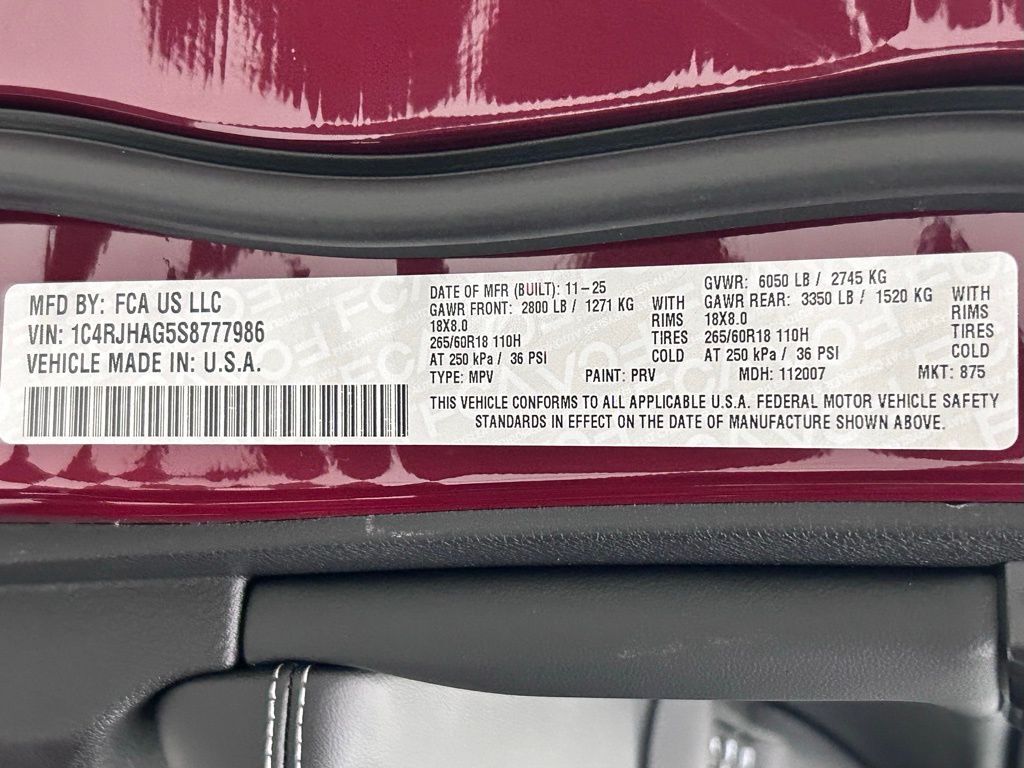 MFD BY: FCA US LLC
VIN: 1C4RJHAG5S8777986
VEHICLE MADE IN: U.S.A.
DATE OF MFR (BUILT): 11-25
GAWR FRONT: 2800 LB / 1271 KG WITH
18X8.0 RIMS
265/60R18 110H TIRES
AT 250 kPa / 36 PSI COLD
GVWR: 6050 LB / 2745 KG
GAWR REAR: 3350 LB / 1520 KG WITH
18X8.0 RIMS
265/60R18 110H TIRES
AT 250 kPa / 36 PSI COLD
TYPE: MPV PAINT: PRV MDH: 112007 MKT: 875
THIS VEHICLE CONFORMS TO ALL APPLICABLE U.S.A. FEDERAL MOTOR VEHICLE SAFETY
STANDARDS IN EFFECT ON THE DATE OF MANUFACTURE SHOWN ABOVE.